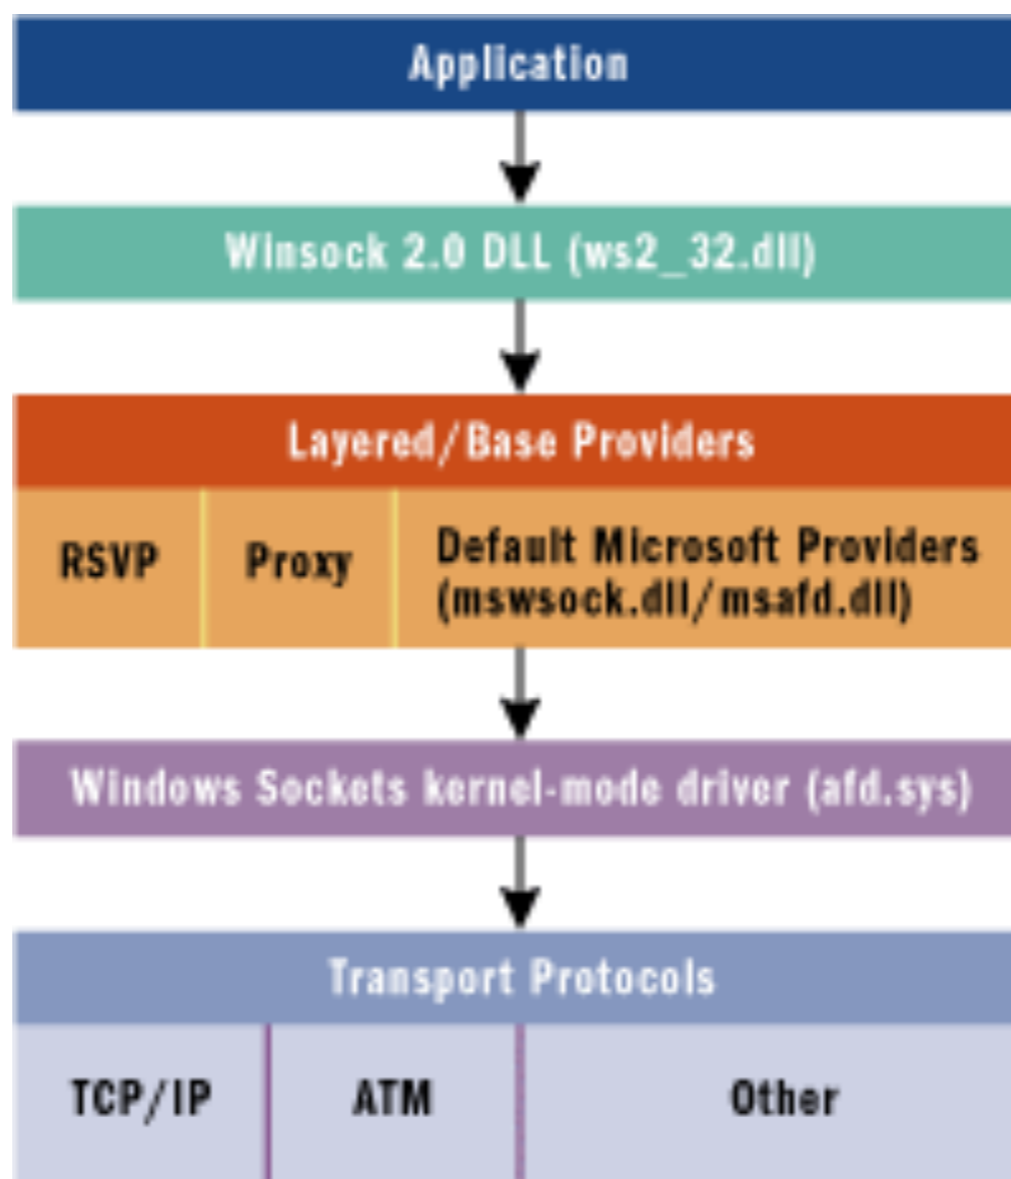 Application
Winsock 2.0 DLL (ws2_32.dll)
Layered/Base Providers
RSVP
Proxy
Default Microsoft Providers
(mswsock.dll/msafd.dll)
Windows Sockets kernel-mode driver (afd.sys)
Transport Protocols
TCP/IP
ATM
Other